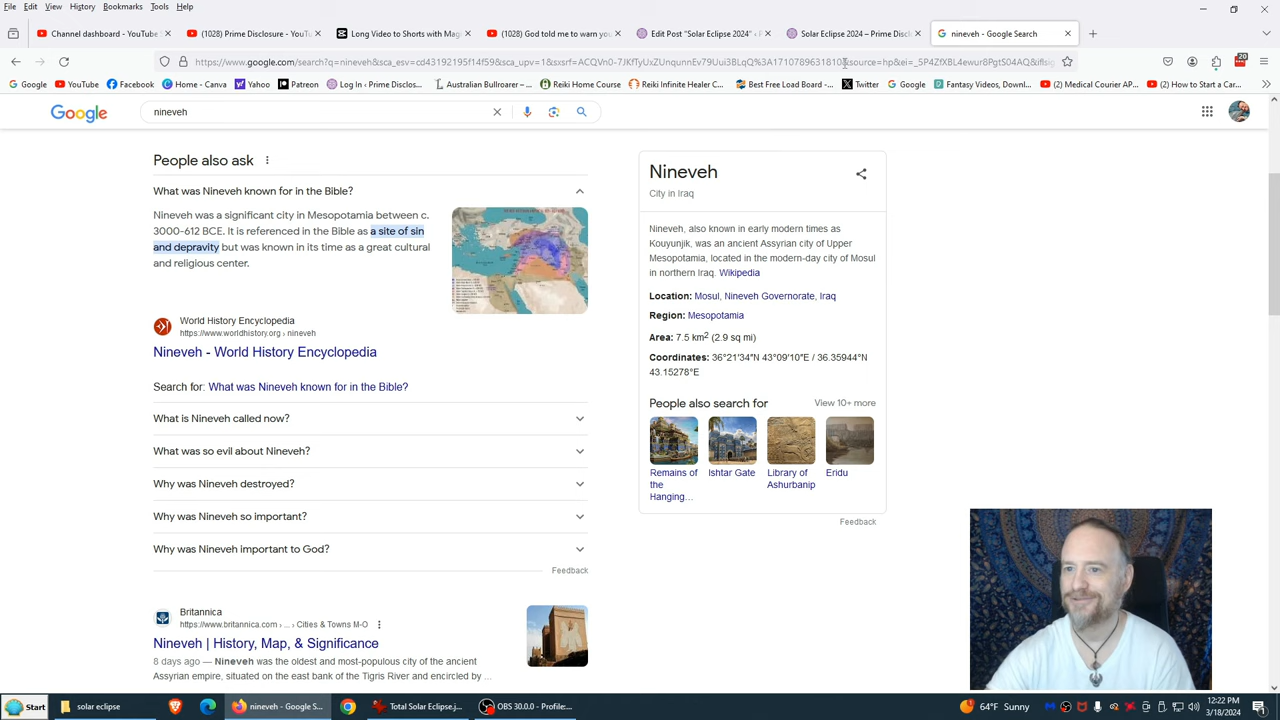 File Edit View History Bookmarks Tools Help
Channel dashboard - YouTube
(1028) Prime Disclosure - YouTu
Long Video to Shorts with Mag
(1028) God told me to warn you
Edit Post "Solar Eclipse 2024"
Solar Eclipse 2024 – Prime Disclo
nineveh - Google Search
Google YouTube Facebook Home - Canva Yahoo Patreon Log In ‹ Prime Disclos... Australian Bullroarer –... Reiki Home Course Reiki Infinite Healer C... Best Free Load Board -... Twitter Google Fantasy Videos, Downl... (2) Medical Courier AP... (2) How to Start a Car...
Google
nineveh
People also ask
What was Nineveh known for in the Bible?
Nineveh was a significant city in Mesopotamia between c.
3000-612 BCE. It is referenced in the Bible as a site of sin
and depravity but was known in its time as a great cultural
and religious center.
World History Encyclopedia
https://www.worldhistory.org › nineveh
Nineveh - World History Encyclopedia
Search for: What was Nineveh known for in the Bible?
What is Nineveh called now?
What was so evil about Nineveh?
Why was Nineveh destroyed?
Why was Nineveh so important?
Why was Nineveh important to God?
Feedback
Britannica
https://www.britannica.com › ... › Cities & Towns M-O
Nineveh | History, Map, & Significance
8 days ago — Nineveh was the oldest and most-populous city of the ancient
Assyrian empire, situated on the east bank of the Tigris River and encircled by ...
Nineveh
City in Iraq
Nineveh, also known in early modern times as
Kouyunjik, was an ancient Assyrian city of Upper
Mesopotamia, located in the modern-day city of Mosul
in northern Iraq. Wikipedia
Location: Mosul, Nineveh Governorate, Iraq
Region: Mesopotamia
Area: 7.5 km² (2.9 sq mi)
Coordinates: 36°21′34″N 43°09′10″E / 36.35944°N
43.15278°E
People also search for View 10+ more
Remains of the Hanging...
Ishtar Gate
Library of Ashurbanip
Eridu
Feedback
Start solar eclipse nineveh - Google S... Total Solar Eclipse.j... OBS 30.0.0 - Profile:... 64°F Sunny
12:22 PM
3/18/2024